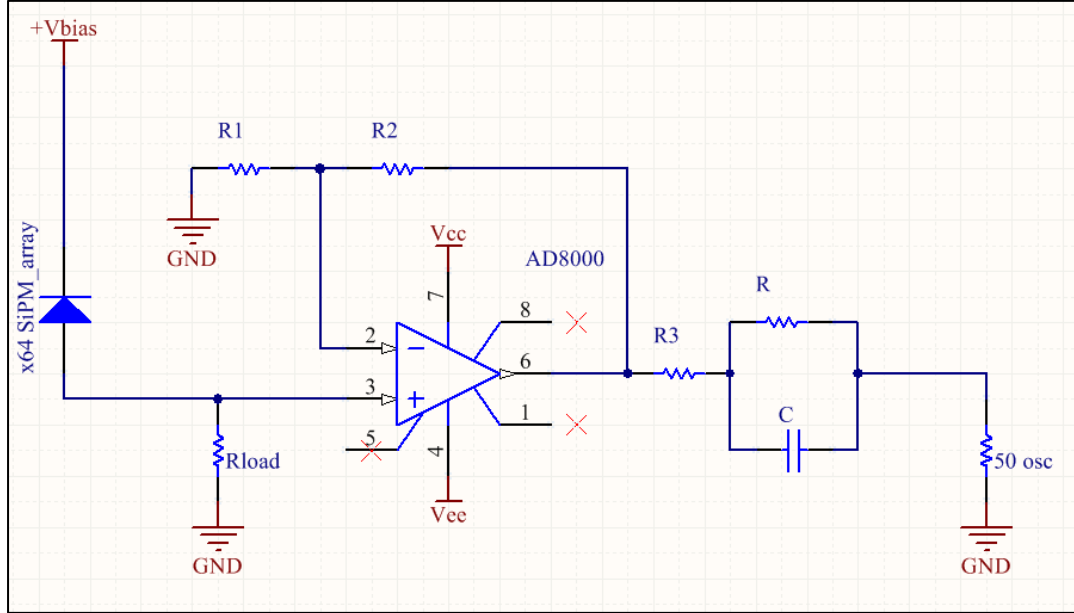 +Vbias
R1
R2
GND
x64 SiPM_array
Vcc
AD8000
7
8
2
−
6
3
+
1
5
4
Vee
Rload
GND
R3
R
C
50 osc
GND